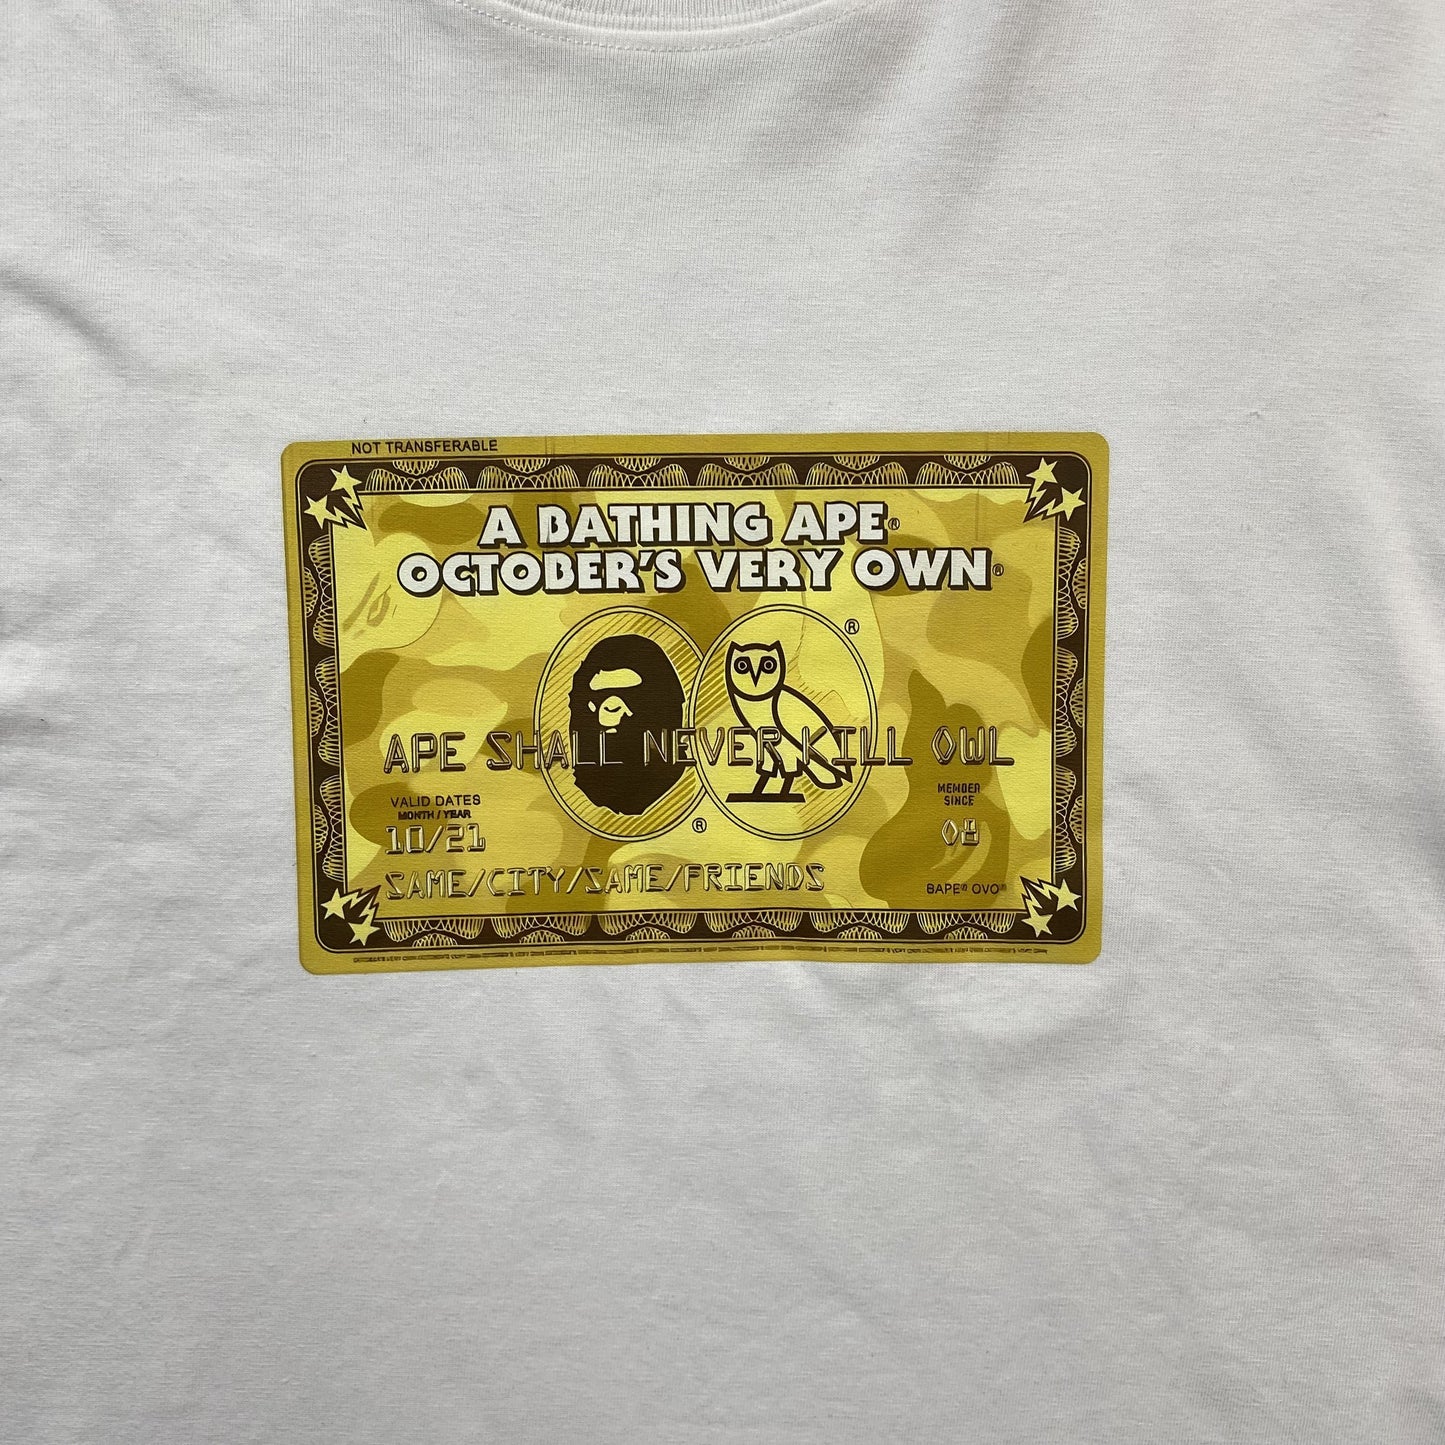 NOT TRANSFERABLE
A BATHING APE®
OCTOBER'S VERY OWN®
®
APE SHALL NEVER KILL OWL
®
VALID DATES
MONTH / YEAR
10/21
MEMBER
SINCE
08
SAME/CITY/SAME/FRIENDS
BAPE® OVO®